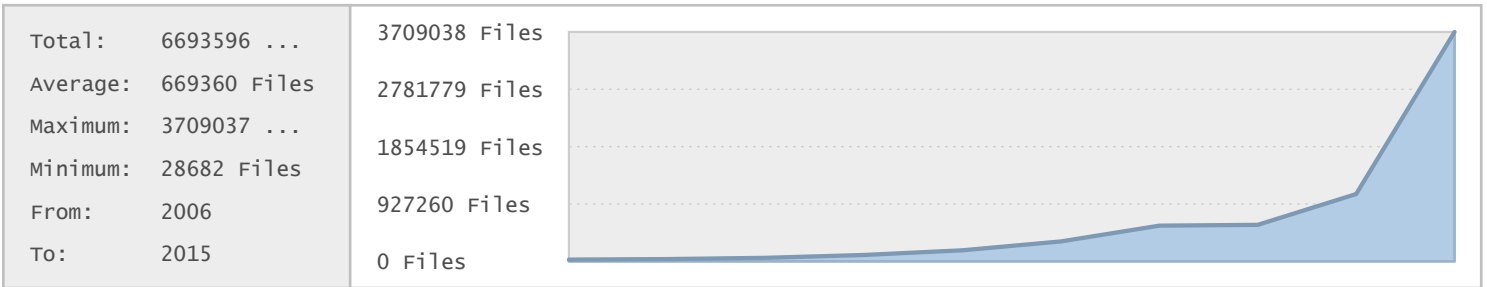 Total: 6693596 ...
Average: 669360 Files
Maximum: 3709037 ...
Minimum: 28682 Files
From: 2006
To: 2015
3709038 Files
2781779 Files
1854519 Files
927260 Files
0 Files